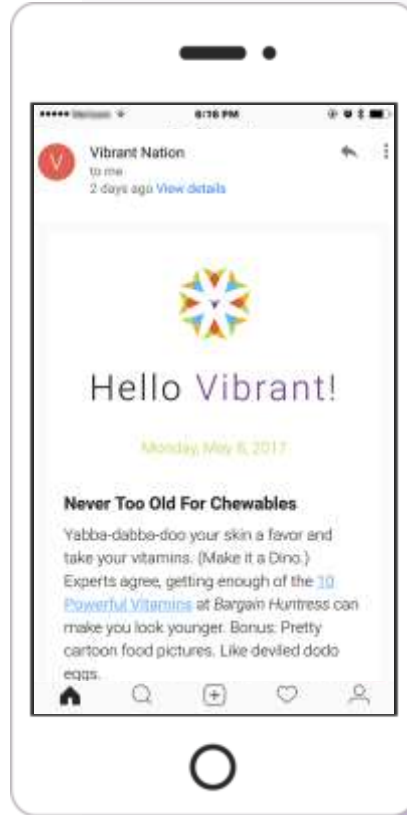 6:16 PM
V
Vibrant Nation
to me
2 days ago View details
Hello Vibrant!
Monday, May 8, 2017
Never Too Old For Chewables
Yabba-dabba-doo your skin a favor and
take your vitamins. (Make it a Dino.)
Experts agree, getting enough of the 10
Powerful Vitamins at Bargain Huntress can
make you look younger. Bonus: Pretty
cartoon food pictures. Like deviled dodo
eggs.